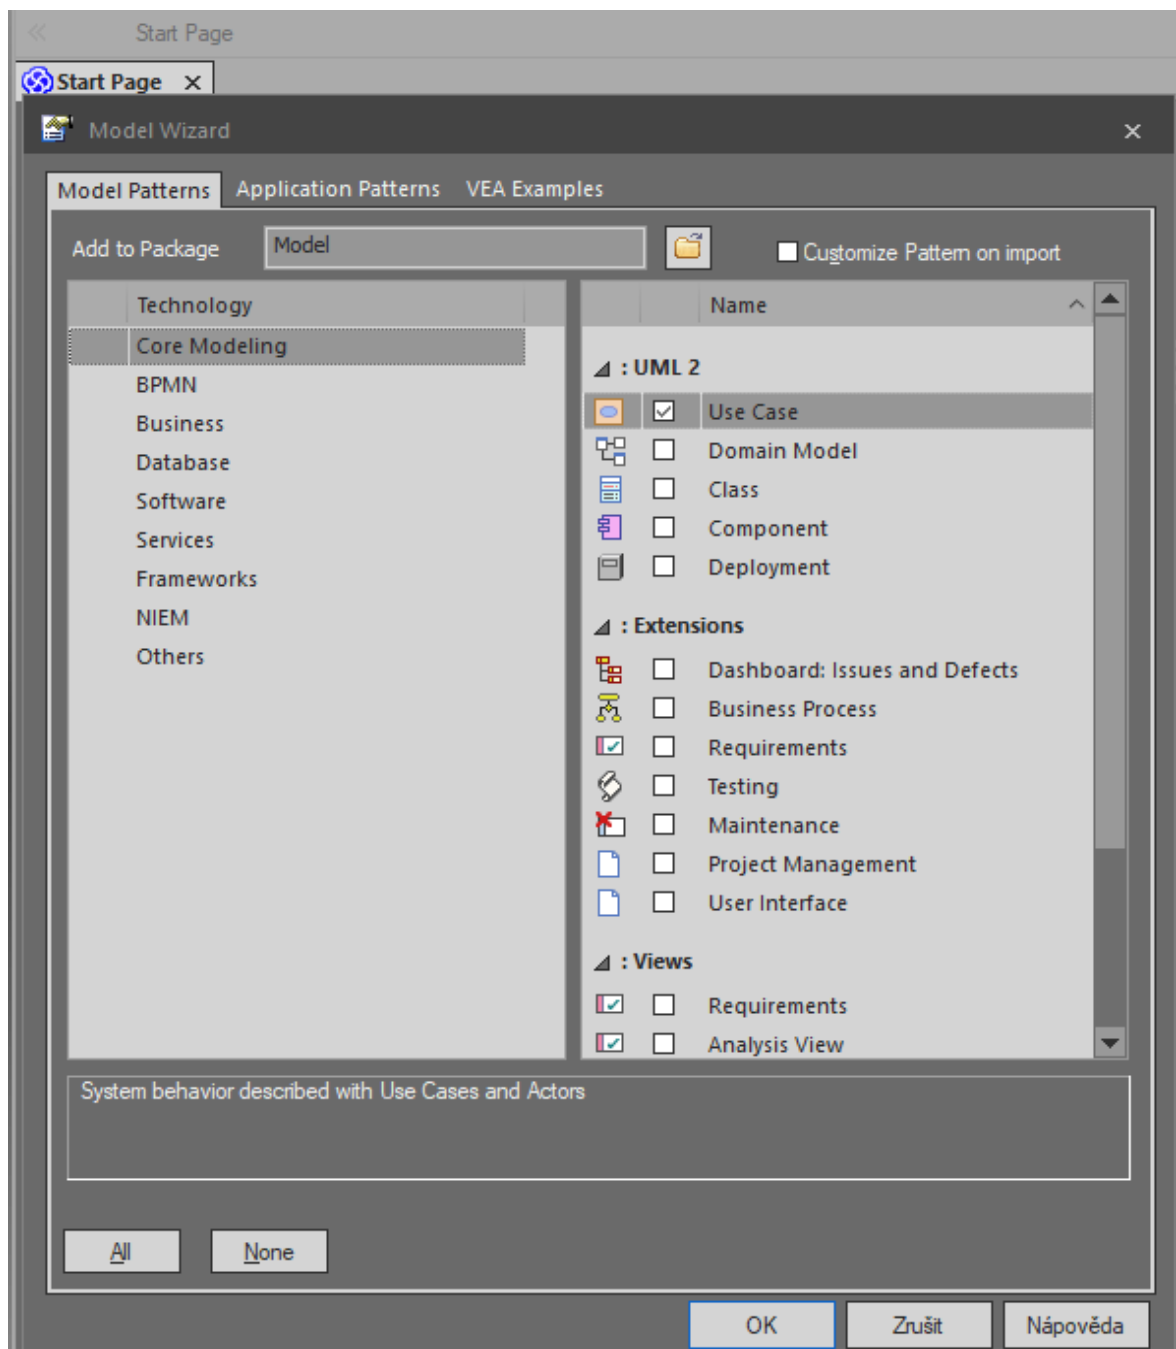 Start Page
Start Page
Model Wizard
Model Patterns Application Patterns VEA Examples
Add to Package Model Customize Pattern on import
Technology
Core Modeling
BPMN
Business
Database
Software
Services
Frameworks
NIEM
Others
Name
: UML 2
Use Case
Domain Model
Class
Component
Deployment
: Extensions
Dashboard: Issues and Defects
Business Process
Requirements
Testing
Maintenance
Project Management
User Interface
: Views
Requirements
Analysis View
System behavior described with Use Cases and Actors
All None
OK Zrušit Nápověda